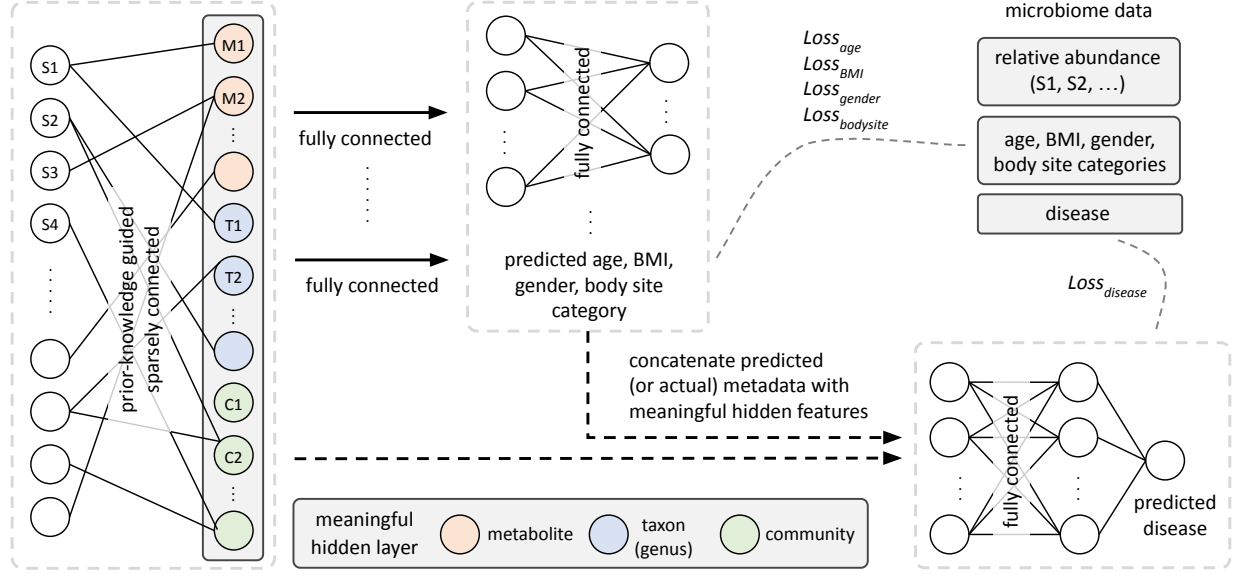 S1
S2
S3
S4
prior-knowledge guided
sparsely connected
M1
M2
T1
T2
C1
C2
fully connected
fully connected
fully connected
predicted age, BMI,
gender, body site
category
Loss_age
Loss_BMI
Loss_gender
Loss_bodysite
microbiome data
relative abundance
(S1, S2, …)
age, BMI, gender,
body site categories
disease
Loss_disease
concatenate predicted
(or actual) metadata with
meaningful hidden features
fully connected
predicted
disease
meaningful
hidden layer
metabolite
taxon
(genus)
community